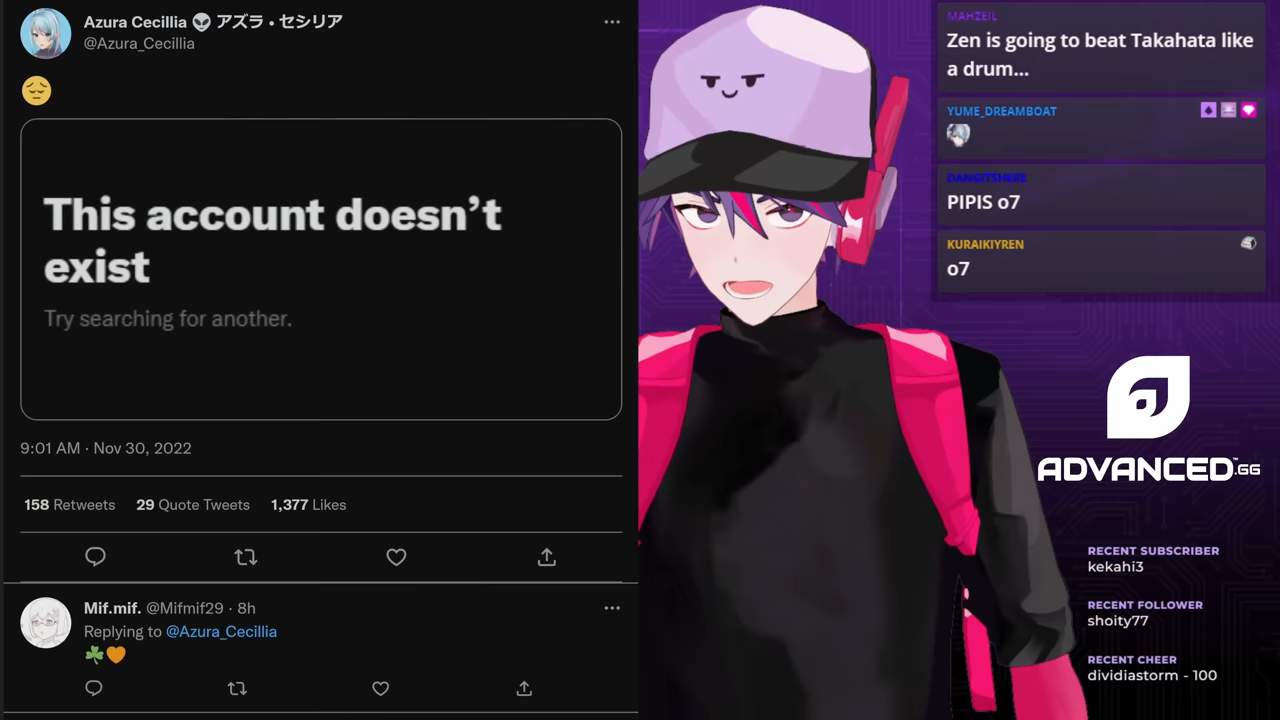 Azura Cecillia 👽 アズラ • セシリア
@Azura_Cecillia
😔
This account doesn’t
exist
Try searching for another.
9:01 AM · Nov 30, 2022
158 Retweets 29 Quote Tweets 1,377 Likes
Mif.mif. @Mifmif29 · 8h
Replying to @Azura_Cecillia
☘️🧡
MAHZEIL
Zen is going to beat Takahata like
a drum...
YUME_DREAMBOAT
DANGITSHERE
PIPIS o7
KURAIKIYREN
o7
ADVANCED™.GG
RECENT SUBSCRIBER
kekahi3
RECENT FOLLOWER
shoity77
RECENT CHEER
dividiastorm - 100